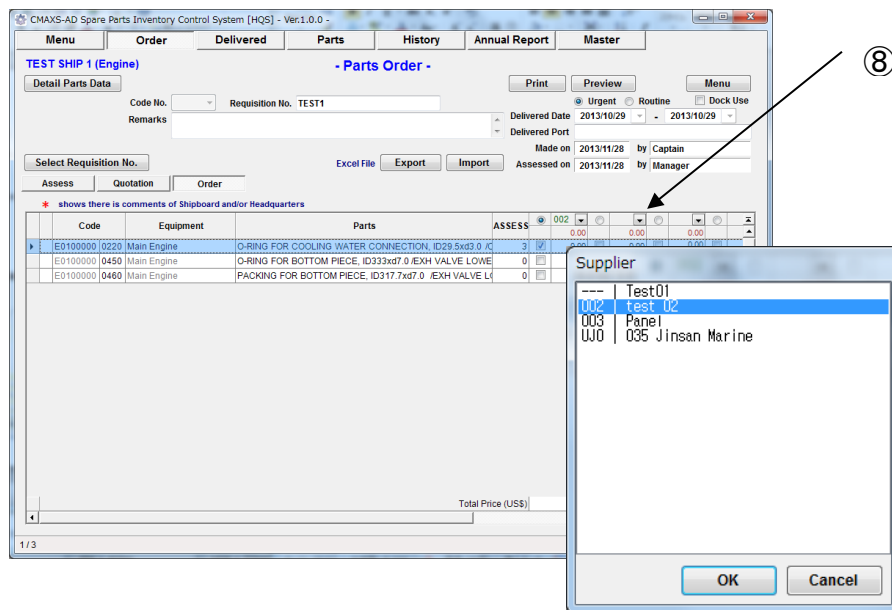 CMAXS-AD Spare Parts Inventory Control System [HQS] - Ver.1.0.0 -
Menu Order Delivered Parts History Annual Report Master
TEST SHIP 1 (Engine) - Parts Order -
⑧
Detail Parts Data Print Preview Menu
Code No. Requisition No. TEST1 Urgent Routine Dock Use
Remarks Delivered Date 2013/10/29 - 2013/10/29
Delivered Port
Made on 2013/11/28 by Captain
Select Requisition No. Excel File Export Import Assessed on 2013/11/28 by Manager
Assess Quotation Order
* shows there is comments of Shipboard and/or Headquarters
Code Equipment Parts ASSESS 002
0.00 0.00 0.00
E0100000 0220 Main Engine O-RING FOR COOLING WATER CONNECTION, ID29.5xd3.0 /C 3 0.00 0.00 0.00
E0100000 0450 Main Engine O-RING FOR BOTTOM PIECE, ID333xd7.0 /EXH VALVE LOWE 0
E0100000 0460 Main Engine PACKING FOR BOTTOM PIECE, ID317.7xd7.0 /EXH VALVE L( 0
Total Price (US$)
1 / 3
Supplier
--- | Test01
002 | test 02
003 | Panel
UJ0 | 035 Jinsan Marine
OK Cancel